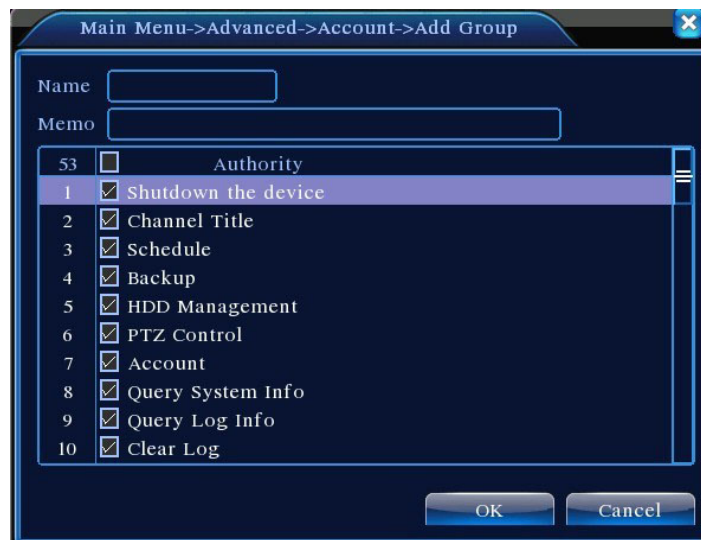 Main Menu->Advanced->Account->Add Group
Name
Memo
53 Authority
1 Shutdown the device
2 Channel Title
3 Schedule
4 Backup
5 HDD Management
6 PTZ Control
7 Account
8 Query System Info
9 Query Log Info
10 Clear Log
OK Cancel